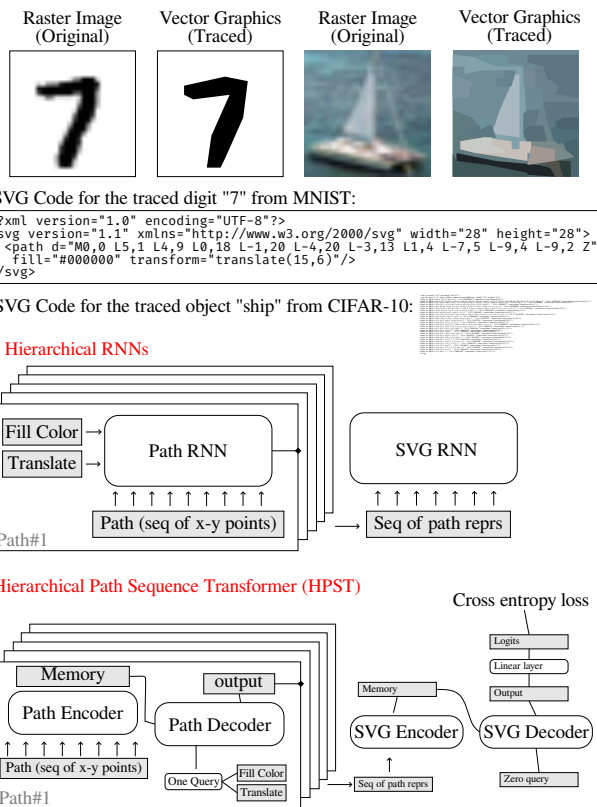 Raster Image
(Original)
Vector Graphics
(Traced)
Raster Image
(Original)
Vector Graphics
(Traced)
SVG Code for the traced digit "7" from MNIST:
?xml version="1.0" encoding="UTF-8"?>
svg version="1.1" xmlns="http://www.w3.org/2000/svg" width="28" height="28">
<path d="M0,0 L5,1 L4,9 L0,18 L-1,20 L-4,20 L-3,13 L1,4 L-7,5 L-9,4 L-9,2 Z"
fill="#000000" transform="translate(15,6)"/>
/svg>
SVG Code for the traced object "ship" from CIFAR-10:
Hierarchical RNNs
Fill Color
Translate
Path RNN
Path (seq of x-y points)
Path#1
SVG RNN
Seq of path reprs
Hierarchical Path Sequence Transformer (HPST)
Cross entropy loss
Logits
Linear layer
Output
Memory
Path Encoder
Path (seq of x-y points)
Path#1
output
Path Decoder
One Query
Fill Color
Translate
Memory
SVG Encoder
Seq of path reprs
SVG Decoder
Zero query